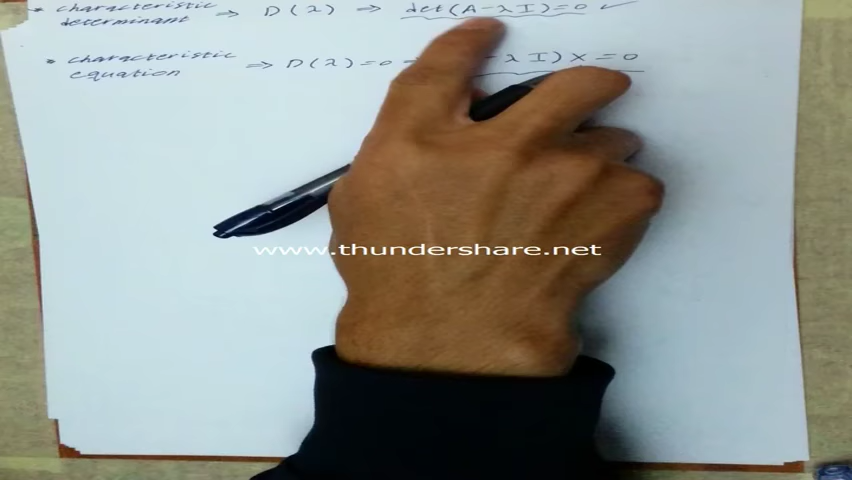 * characteristic ⇒ D(λ) ⇒ det(A-λI)=0 ✓
determinant
* characteristic ⇒ D(λ)=0 - λI)X=0
equation
www.thundershare.net